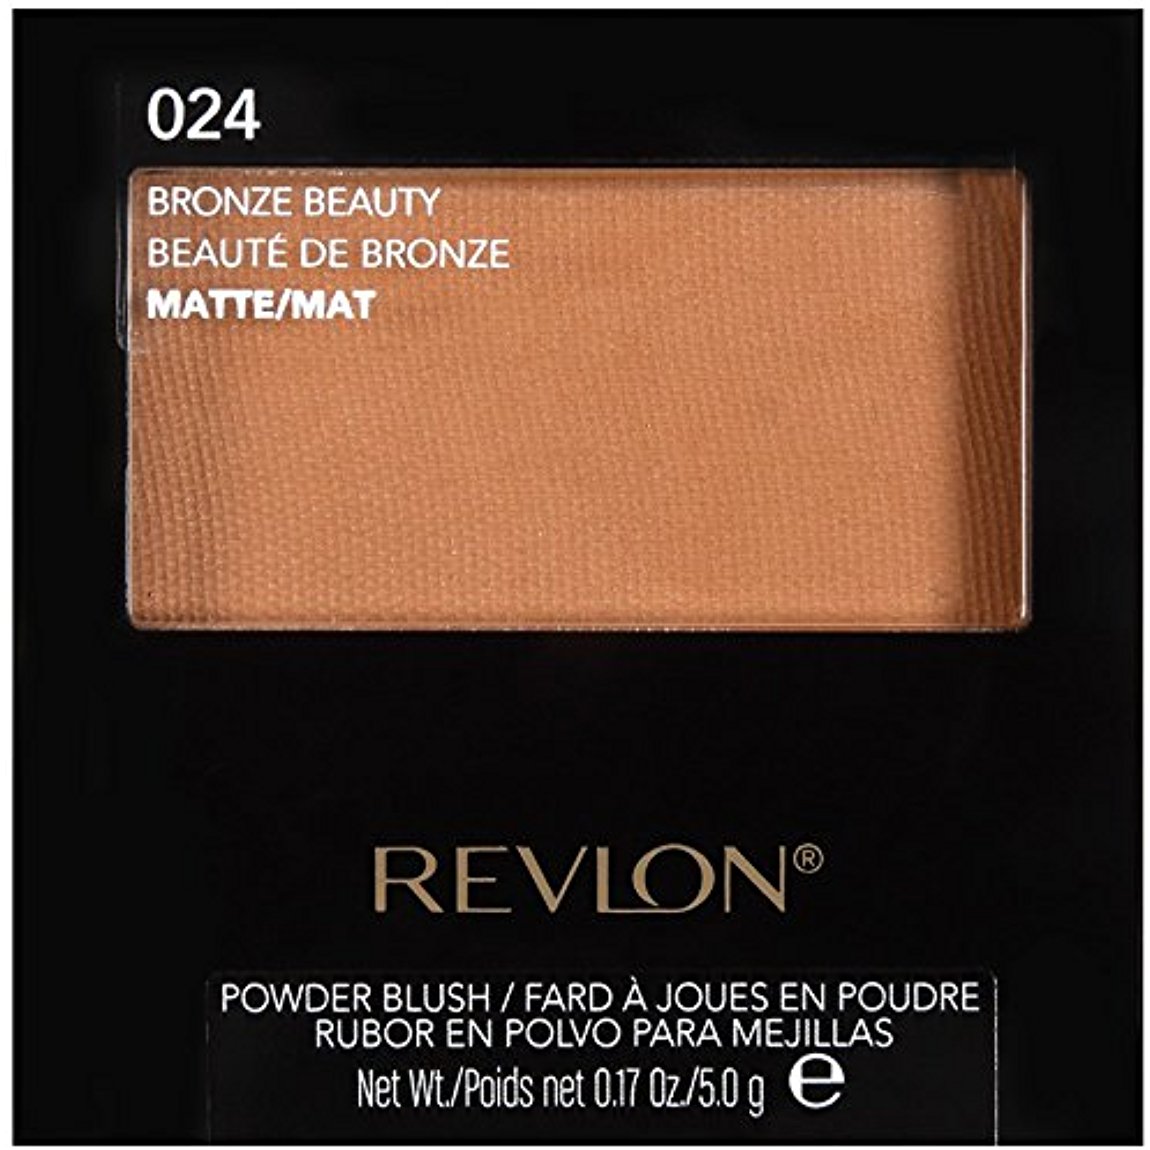 024
BRONZE BEAUTY
BEAUTÉ DE BRONZE
MATTE/MAT
REVLON®
POWDER BLUSH / FARD À JOUES EN POUDRE
RUBOR EN POLVO PARA MEJILLAS
Net Wt./Poids net 0.17 Oz./5.0 g ℮